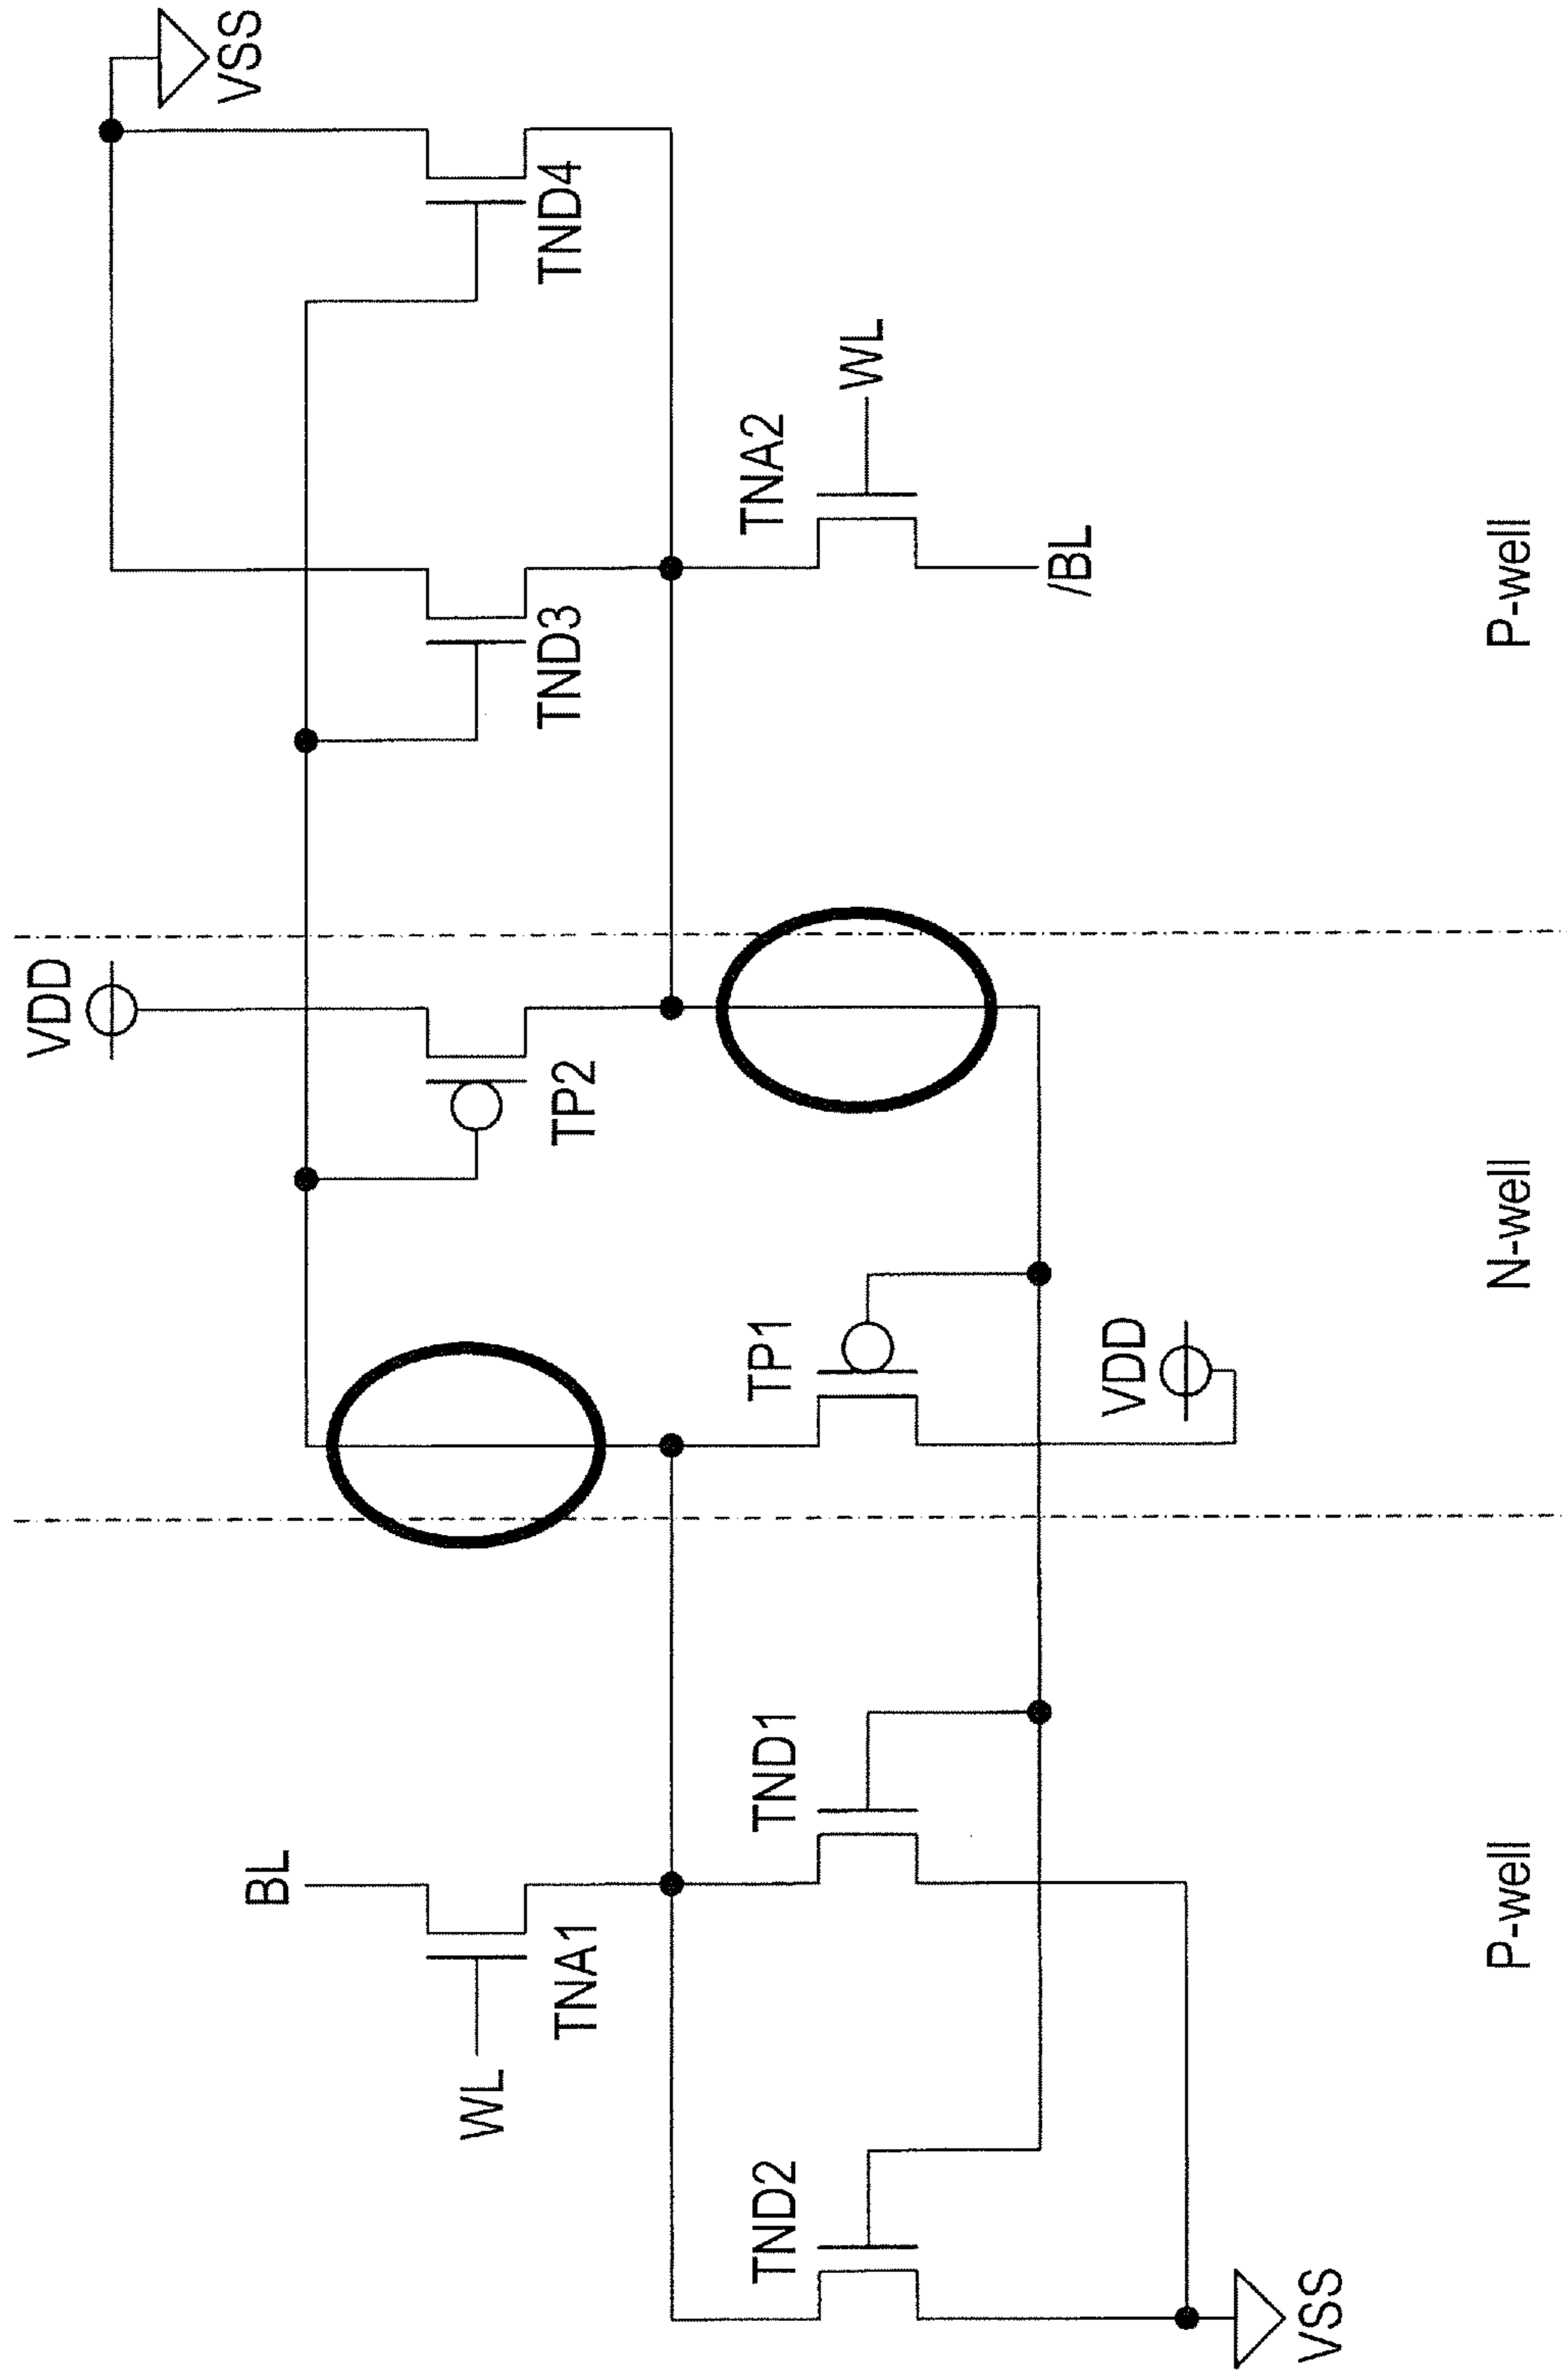 VSS
TND4
WL
TNA2
/BL
TND3
P-well
VDD
TP2
N-well
TP1
VDD
TND1
BL
TNA1
WL
P-well
TND2
VSS